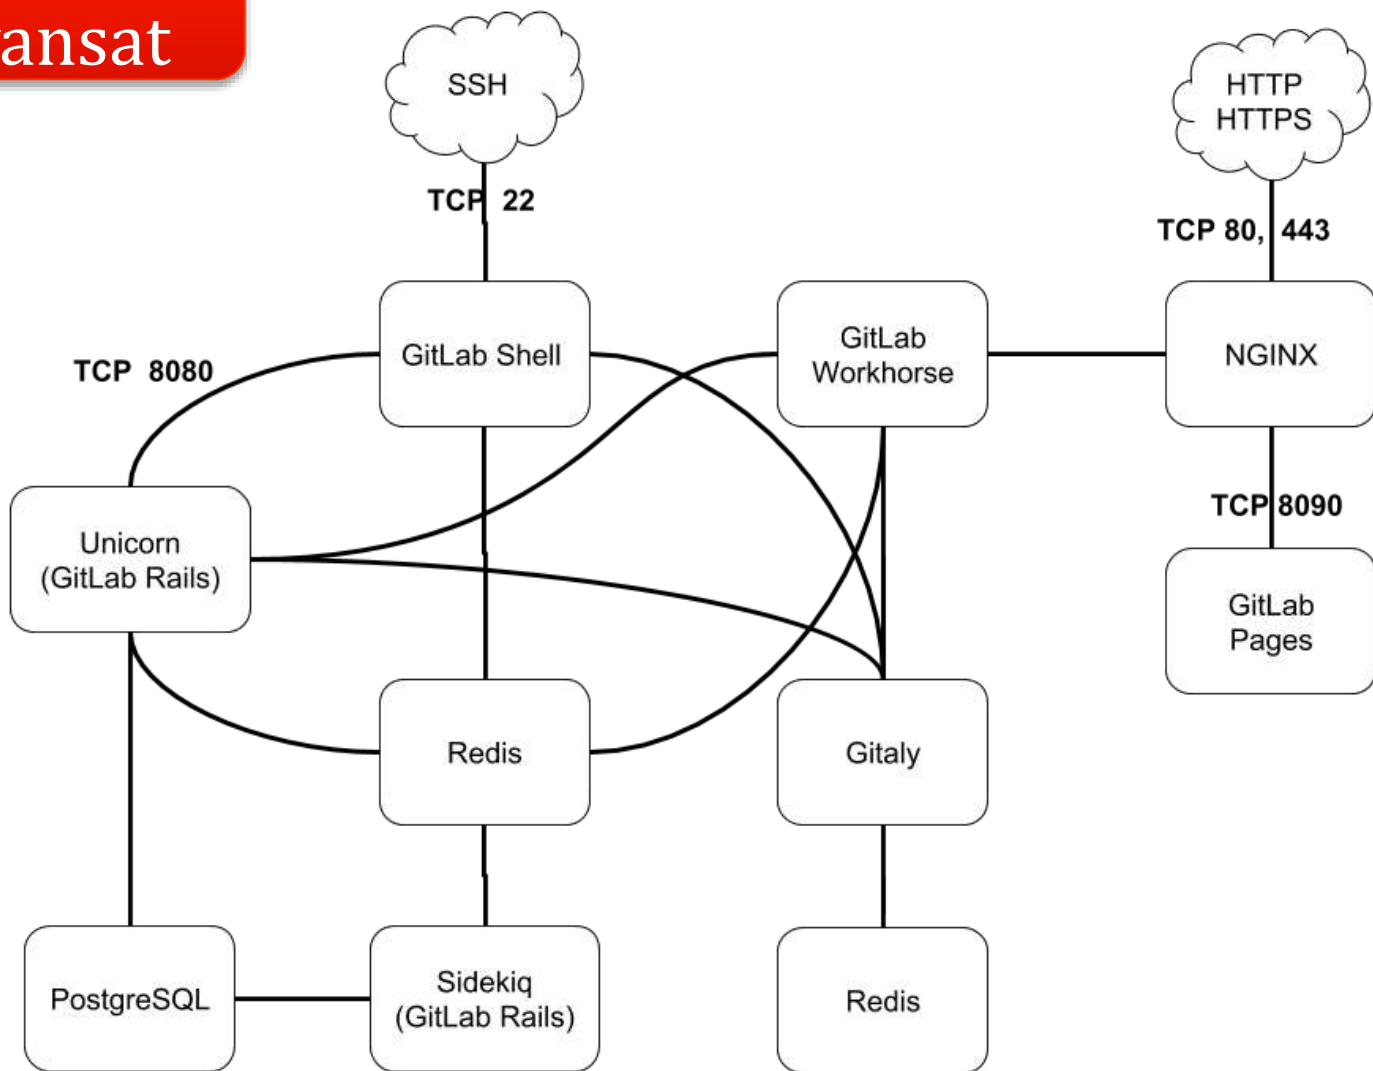 ansat
SSH
HTTP
HTTPS
TCP 22
TCP 80, 443
GitLab Shell
GitLab
Workhorse
NGINX
TCP 8080
TCP 8090
Unicorn
(GitLab Rails)
GitLab
Pages
Redis
Gitaly
PostgreSQL
Sidekiq
(GitLab Rails)
Redis